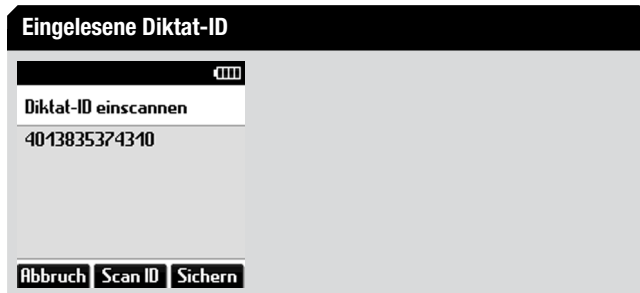 Eingelesene Diktat-ID
Diktat-ID einscannen
4013835374310
Abbruch Scan ID Sichern